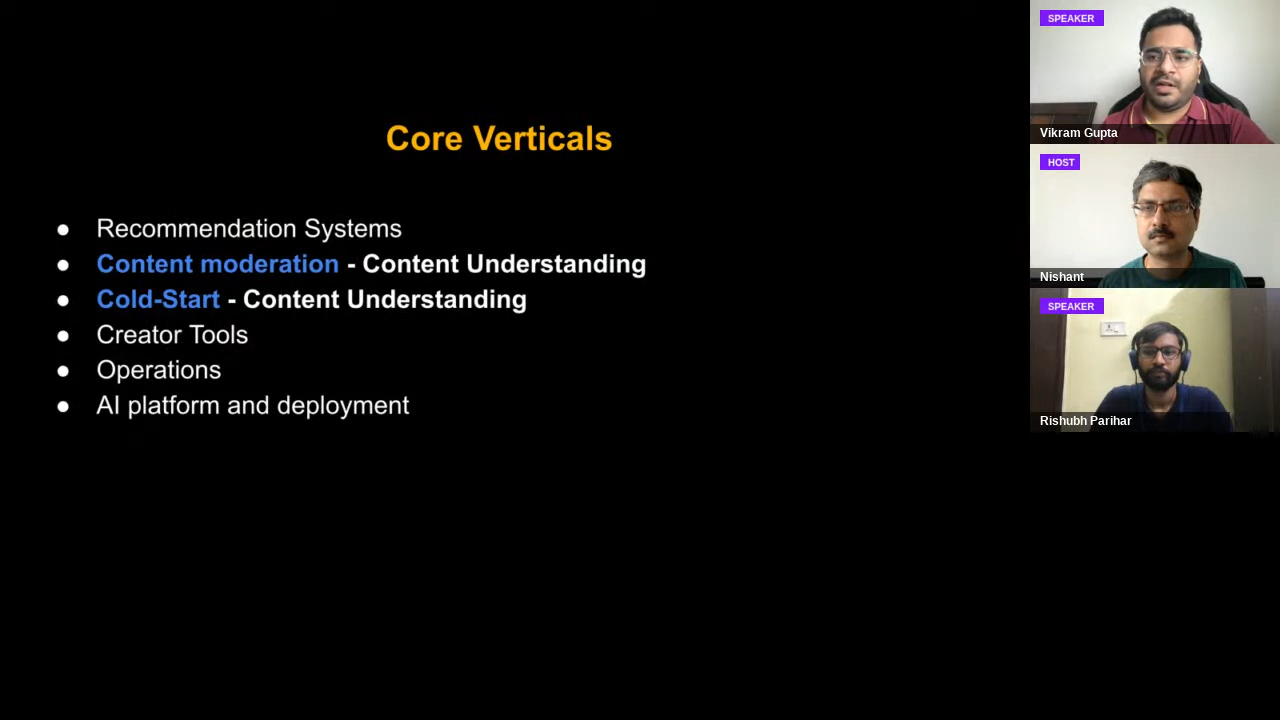 Core Verticals
● Recommendation Systems
● Content moderation - Content Understanding
● Cold-Start - Content Understanding
● Creator Tools
● Operations
● AI platform and deployment
SPEAKER
Vikram Gupta
HOST
Nishant
SPEAKER
Rishubh Parihar